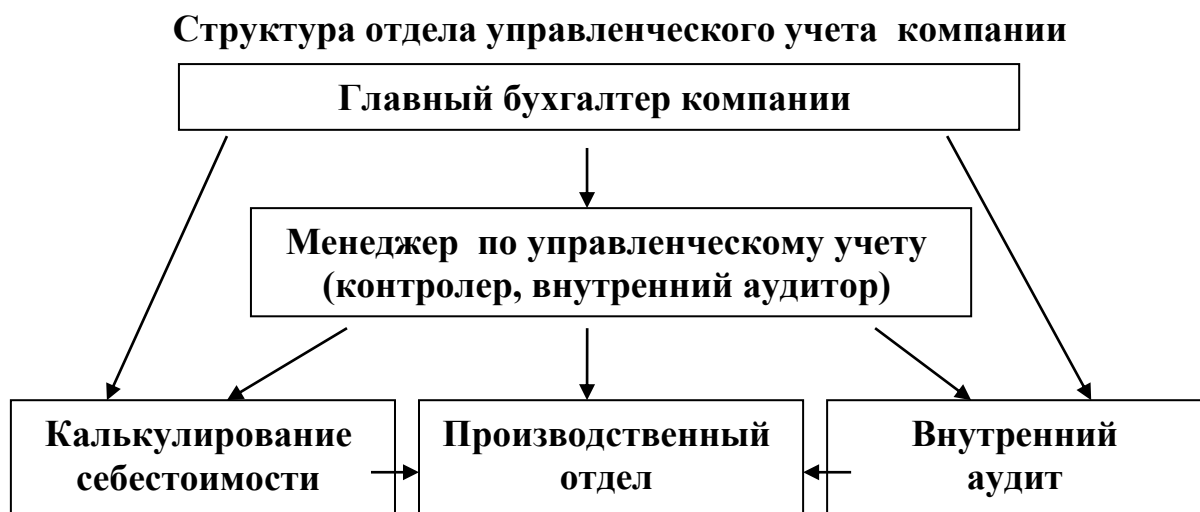 Структура отдела управленческого учета компании
Главный бухгалтер компании
Менеджер по управленческому учету
(контролер, внутренний аудитор)
Калькулирование
себестоимости
Производственный
отдел
Внутренний
аудит